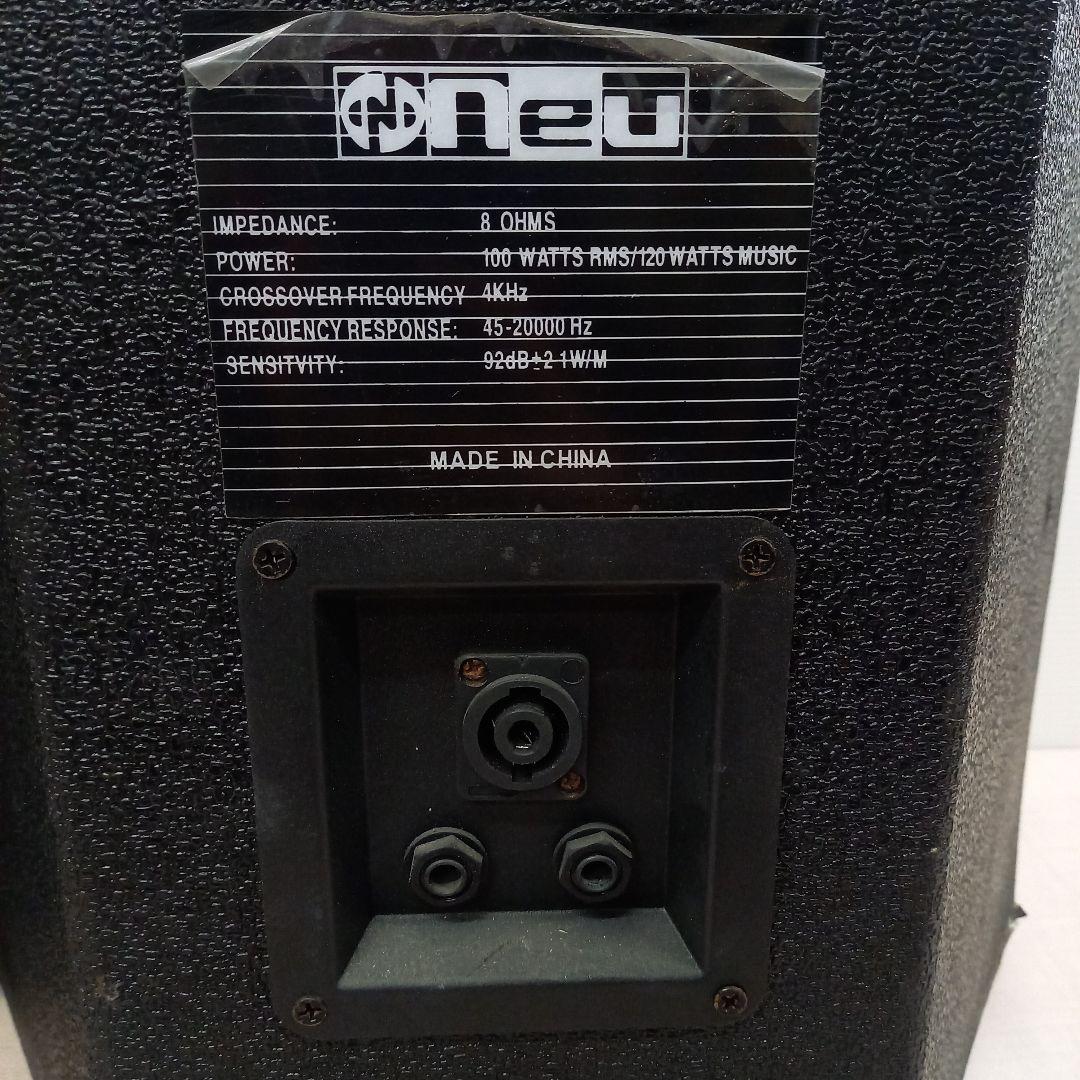 neu
IMPEDANCE: 8 OHMS
POWER: 100 WATTS RMS/120 WATTS MUSIC
CROSSOVER FREQUENCY 4KHz
FREQUENCY RESPONSE: 45-20000 Hz
SENSITVITY: 92dB±2 1W/M
MADE IN CHINA